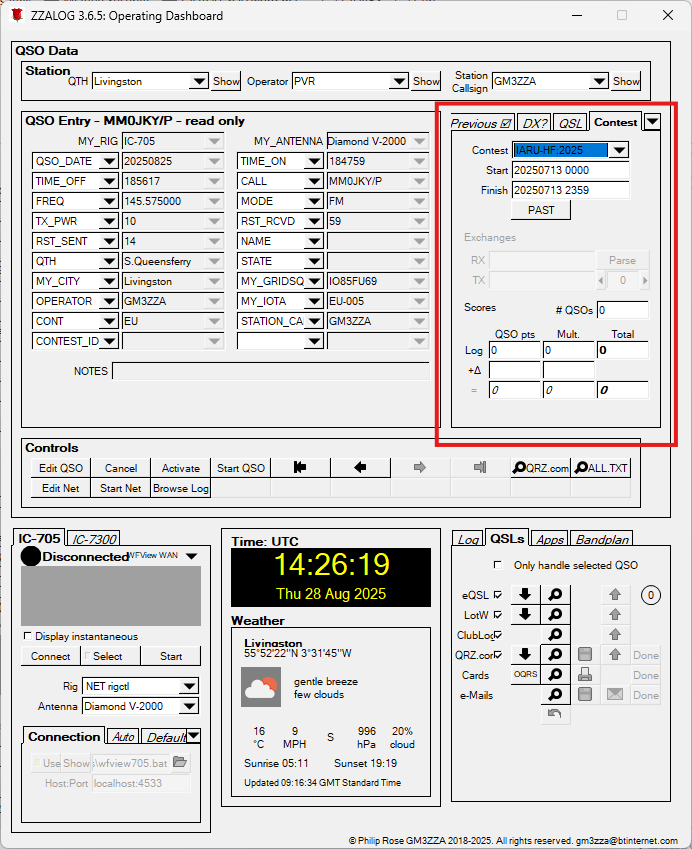 ZZALOG 3.6.5: Operating Dashboard
QSO Data
Station
QTH Livingston Show Operator PVR Show Station Callsign GM3ZZA Show
QSO Entry - MM0JKY/P - read only
MY_RIG IC-705 MY_ANTENNA Diamond V-2000
QSO_DATE 20250825 TIME_ON 184759
TIME_OFF 185617 CALL MM0JKY/P
FREQ 145.575000 MODE FM
TX_PWR 10 RST_RCVD 59
RST_SENT 14 NAME
QTH S.Queensferry STATE
MY_CITY Livingston MY_GRIDSQ IO85FU69
OPERATOR GM3ZZA MY_IOTA EU-005
CONT EU STATION_CA GM3ZZA
CONTEST_ID
NOTES
Previous DX? QSL Contest
Contest IARU-HF:2025
Start 20250713 0000
Finish 20250713 2359
PAST
Exchanges
RX Parse
TX 0
Scores # QSOs 0
QSO pts Mult. Total
Log 0 0 0
+Δ
= 0 0 0
Controls
Edit QSO Cancel Activate Start QSO QRZ.com ALL.TXT
Edit Net Start Net Browse Log
IC-705 IC-7300
Disconnected WFView WAN
Display instantaneous
Connect Select Start
Rig NET rigctl
Antenna Diamond V-2000
Connection Auto Default
Use Show s\wfview705.bat
Host:Port localhost:4533
Time: UTC
14:26:19
Thu 28 Aug 2025
Weather
Livingston
55°52'22"N 3°31'45"W
gentle breeze
few clouds
16 9 S 996 20%
°C MPH hPa cloud
Sunrise 05:11 Sunset 19:19
Updated 09:16:34 GMT Standard Time
Log QSLs Apps Bandplan
Only handle selected QSO
eQSL 0
LotW
ClubLog
QRZ.com Done
Cards OQRS Done
e-Mails Done
© Philip Rose GM3ZZA 2018-2025. All rights reserved. gm3zza@btinternet.com